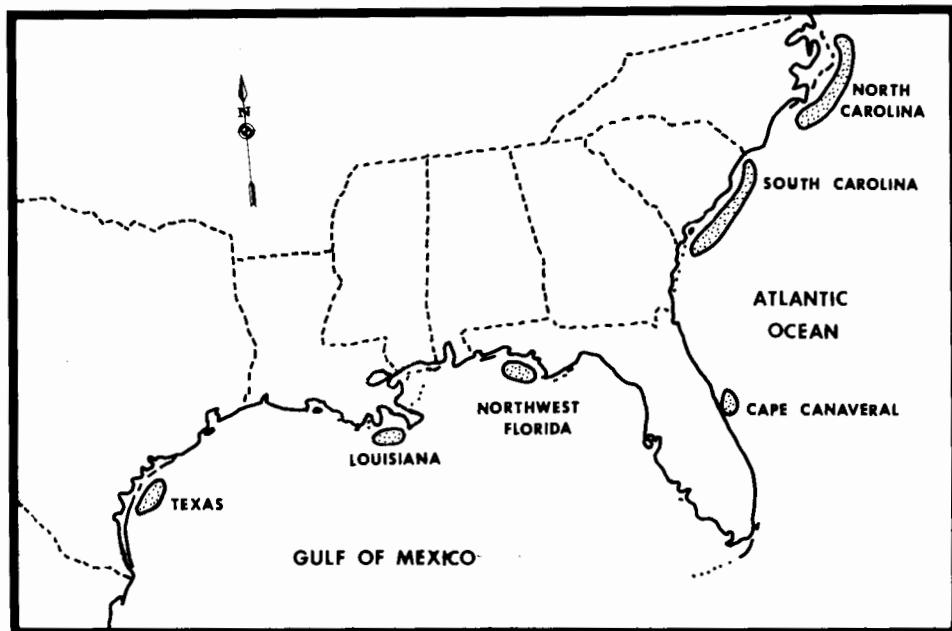 N
NORTH
CAROLINA
SOUTH CAROLINA
ATLANTIC
OCEAN
CAPE CANAVERAL
NORTHWEST
FLORIDA
LOUISIANA
TEXAS
GULF OF MEXICO